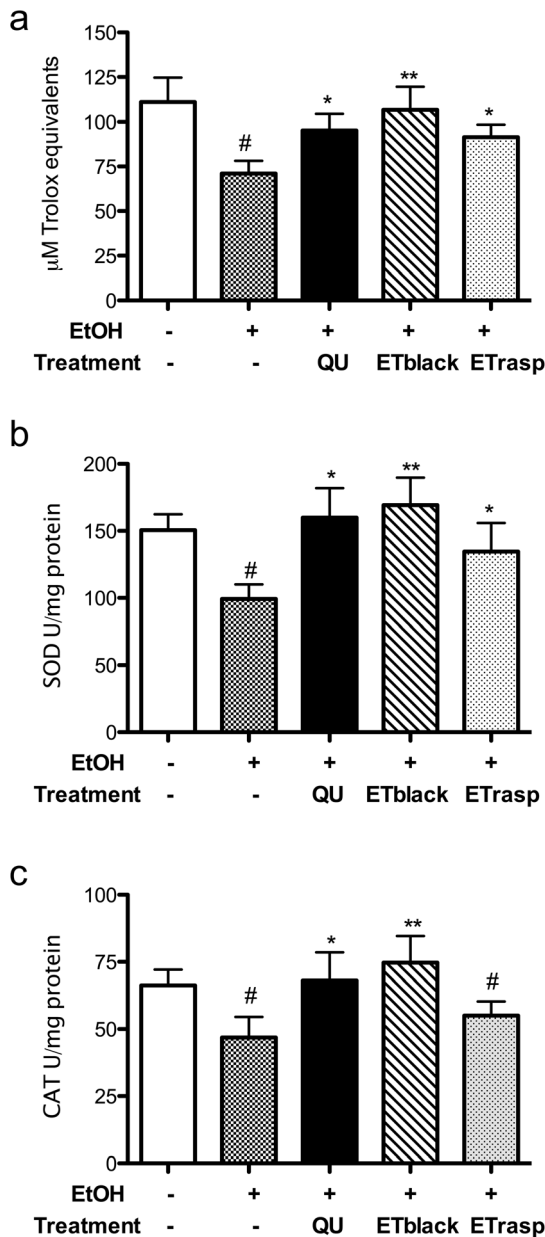 a
150
125
100
75
50
25
0
μM Trolox equivalents
#
*
**
*
EtOH - + + + +
Treatment - - QU ETblack ETrasp
b
200
150
100
50
0
SOD U/mg protein
#
*
**
*
EtOH - + + + +
Treatment - - QU ETblack ETrasp
c
100
75
50
25
0
CAT U/mg protein
#
*
**
#
EtOH - + + + +
Treatment - - QU ETblack ETrasp